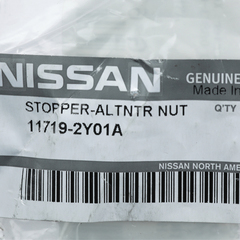 NISSAN
GENUINE
Made in
STOPPER-ALTNTR NUT
Q'TY
11719-2Y01A
NISSAN NORTH AME